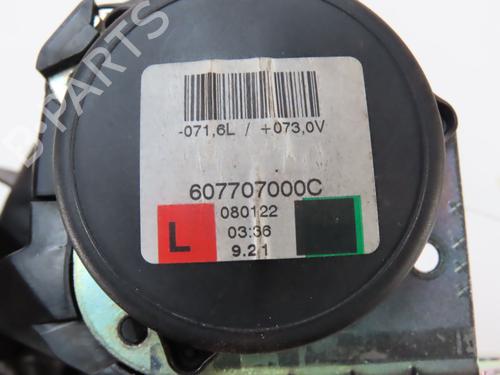 B-PARTS
-071,6L / +073,0V
607707000C
080122
L
03:36
9.21